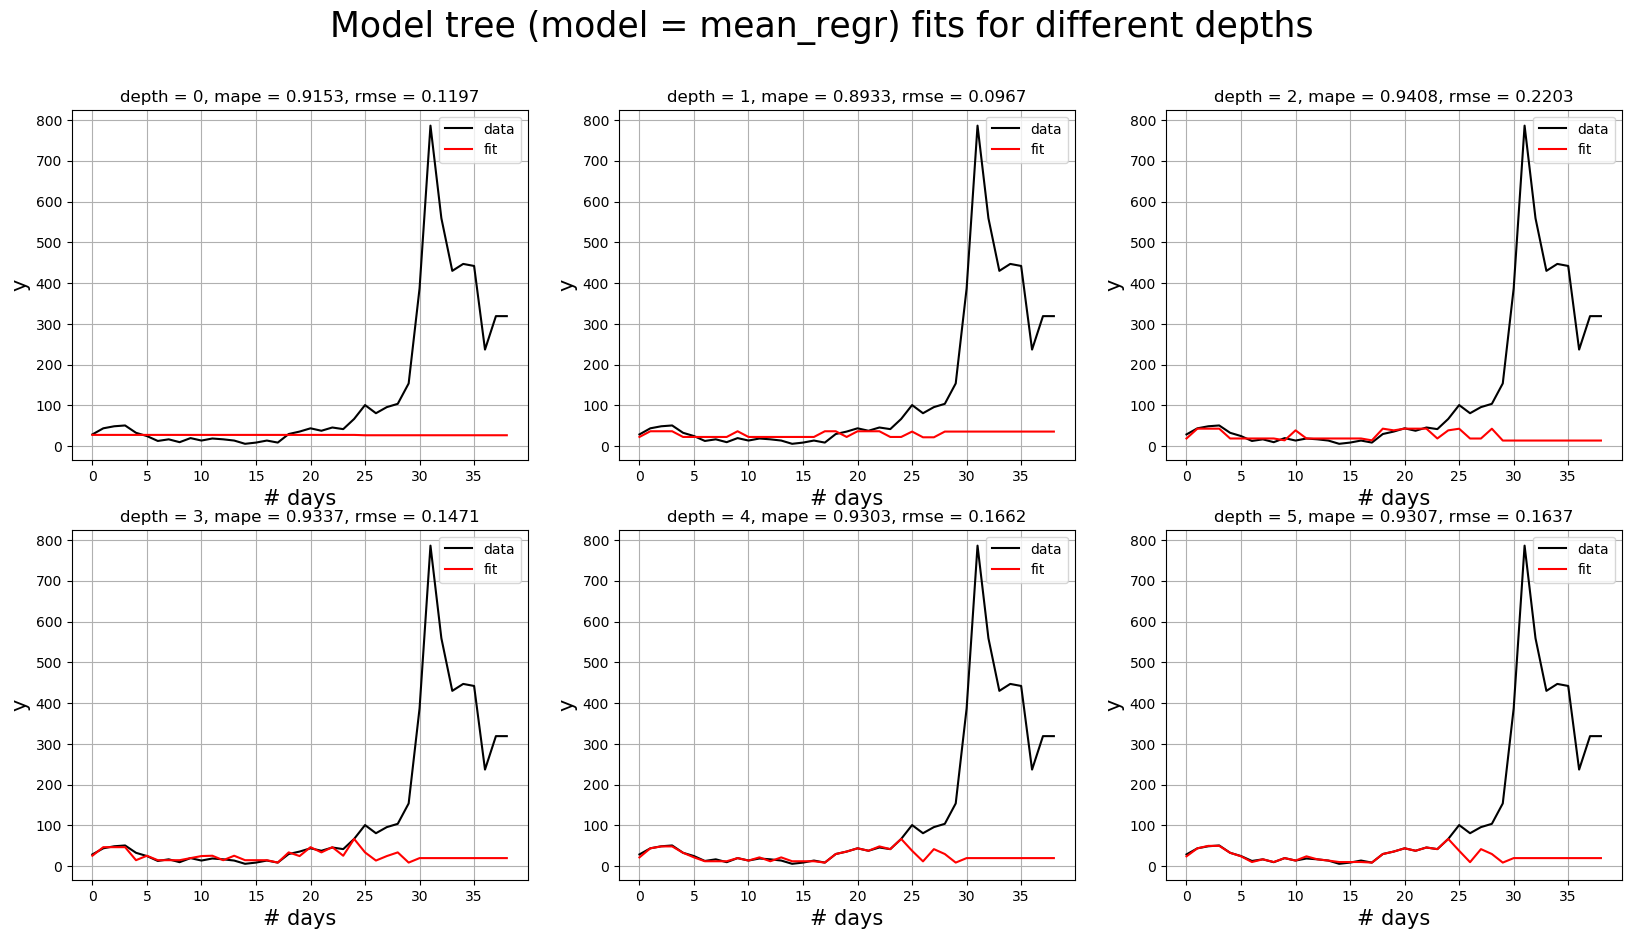 Model tree (model = mean_regr) fits for different depths
depth = 0, mape = 0.9153, rmse = 0.1197
800
700
600
500
400
300
200
100
0
y
data
fit
0 5 10 15 20 25 30 35
# days
depth = 1, mape = 0.8933, rmse = 0.0967
800
700
600
500
400
300
200
100
0
y
data
fit
0 5 10 15 20 25 30 35
# days
depth = 2, mape = 0.9408, rmse = 0.2203
800
700
600
500
400
300
200
100
0
y
data
fit
0 5 10 15 20 25 30 35
# days
depth = 3, mape = 0.9337, rmse = 0.1471
800
700
600
500
400
300
200
100
0
y
data
fit
0 5 10 15 20 25 30 35
# days
depth = 4, mape = 0.9303, rmse = 0.1662
800
700
600
500
400
300
200
100
0
y
data
fit
0 5 10 15 20 25 30 35
# days
depth = 5, mape = 0.9307, rmse = 0.1637
800
700
600
500
400
300
200
100
0
y
data
fit
0 5 10 15 20 25 30 35
# days